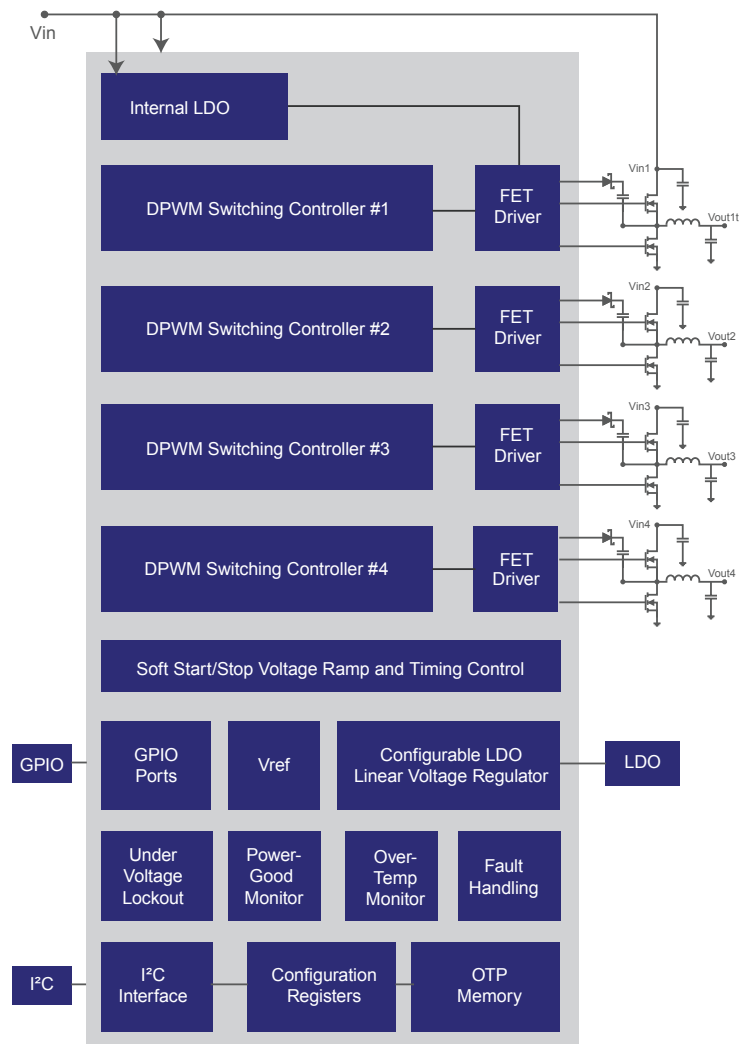 Vin
Internal LDO
DPWM Switching Controller #1
FET
Driver
Vin1
Vout1t
DPWM Switching Controller #2
FET
Driver
Vin2
Vout2
DPWM Switching Controller #3
FET
Driver
Vin3
Vout3
DPWM Switching Controller #4
FET
Driver
Vin4
Vout4
Soft Start/Stop Voltage Ramp and Timing Control
GPIO
GPIO
Ports
Vref
Configurable LDO
Linear Voltage Regulator
LDO
Under
Voltage
Lockout
Power-
Good
Monitor
Over-
Temp
Monitor
Fault
Handling
I²C
I²C
Interface
Configuration
Registers
OTP
Memory